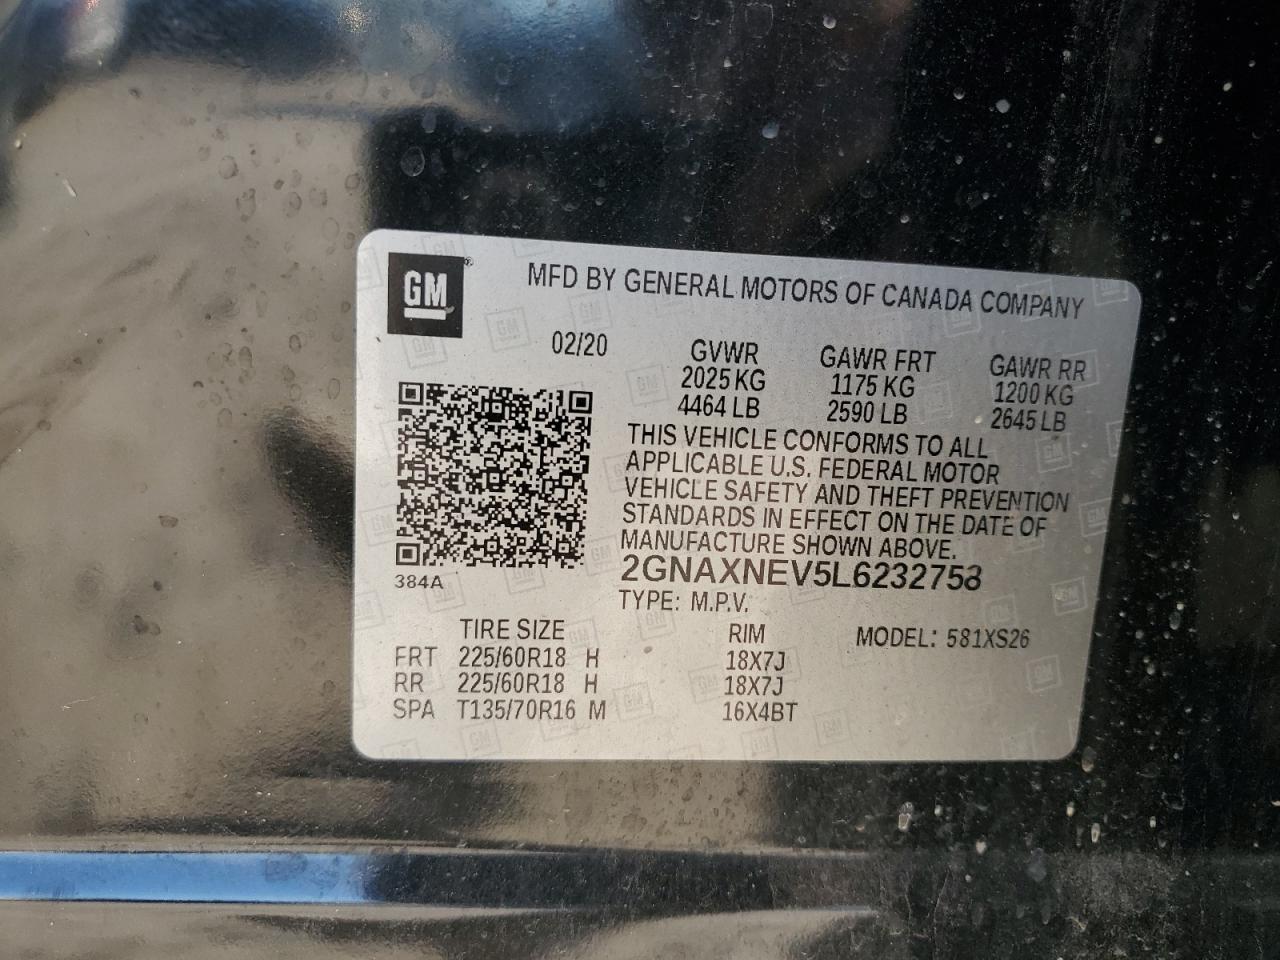 GM
MFD BY GENERAL MOTORS OF CANADA COMPANY
02/20 GVWR GAWR FRT GAWR RR
2025 KG 1175 KG 1200 KG
4464 LB 2590 LB 2645 LB
THIS VEHICLE CONFORMS TO ALL
APPLICABLE U.S. FEDERAL MOTOR
VEHICLE SAFETY AND THEFT PREVENTION
STANDARDS IN EFFECT ON THE DATE OF
MANUFACTURE SHOWN ABOVE.
384A
2GNAXNEV5L6232758
TYPE: M.P.V.
TIRE SIZE RIM MODEL: 581XS26
FRT 225/60R18 H 18X7J
RR 225/60R18 H 18X7J
SPA T135/70R16 M 16X4BT